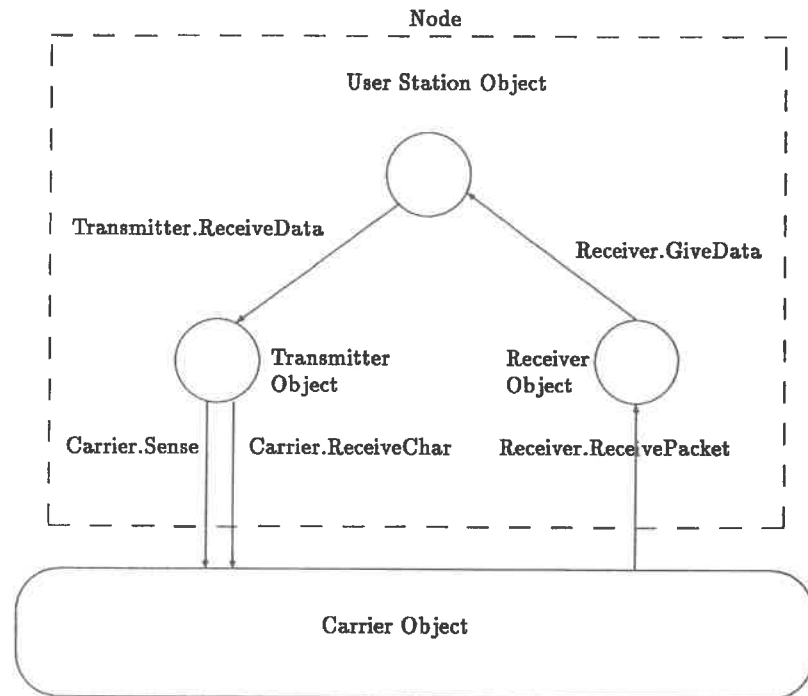 Node
User Station Object
Transmitter.ReceiveData
Receiver.GiveData
Transmitter
Object
Receiver
Object
Carrier.Sense
Carrier.ReceiveChar
Receiver.ReceivePacket
Carrier Object